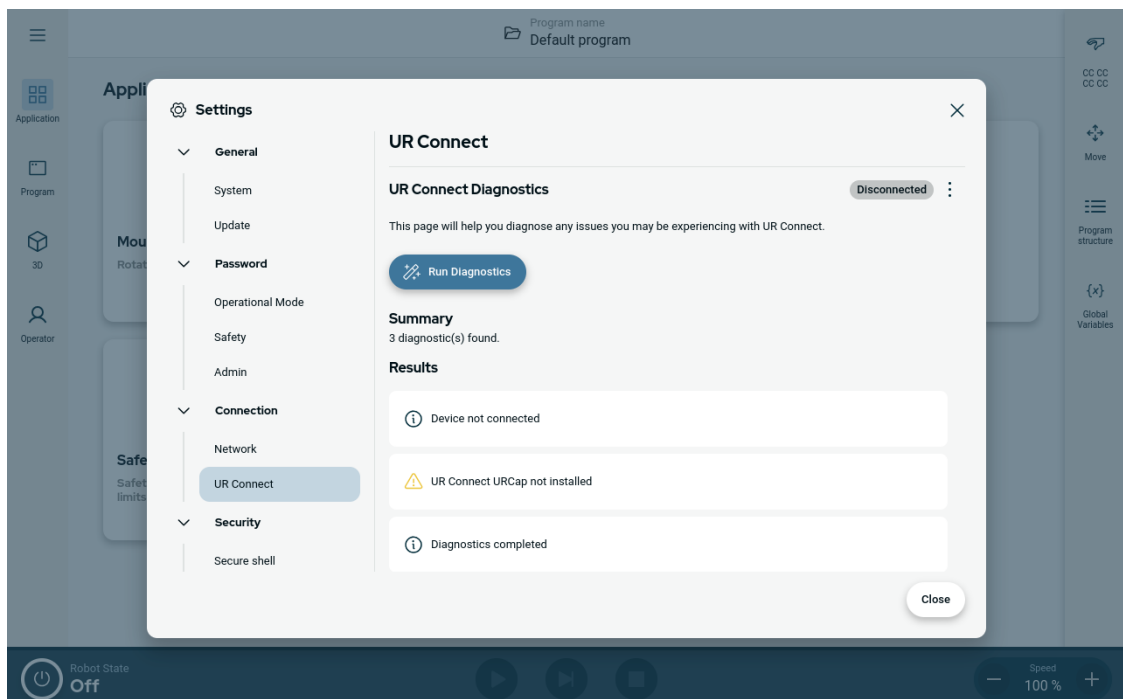 Program name
Default program
Application
Program
3D
Operator
Appli
Mou
Rotat
Safe
Safet
limits
CC CC
CC CC
Move
Program
structure
{x}
Global
Variables
Settings
General
System
Update
Password
Operational Mode
Safety
Admin
Connection
Network
UR Connect
Security
Secure shell
UR Connect
UR Connect Diagnostics
Disconnected
This page will help you diagnose any issues you may be experiencing with UR Connect.
Run Diagnostics
Summary
3 diagnostic(s) found.
Results
Device not connected
UR Connect URCap not installed
Diagnostics completed
Close
Robot State
Off
Speed
100 %